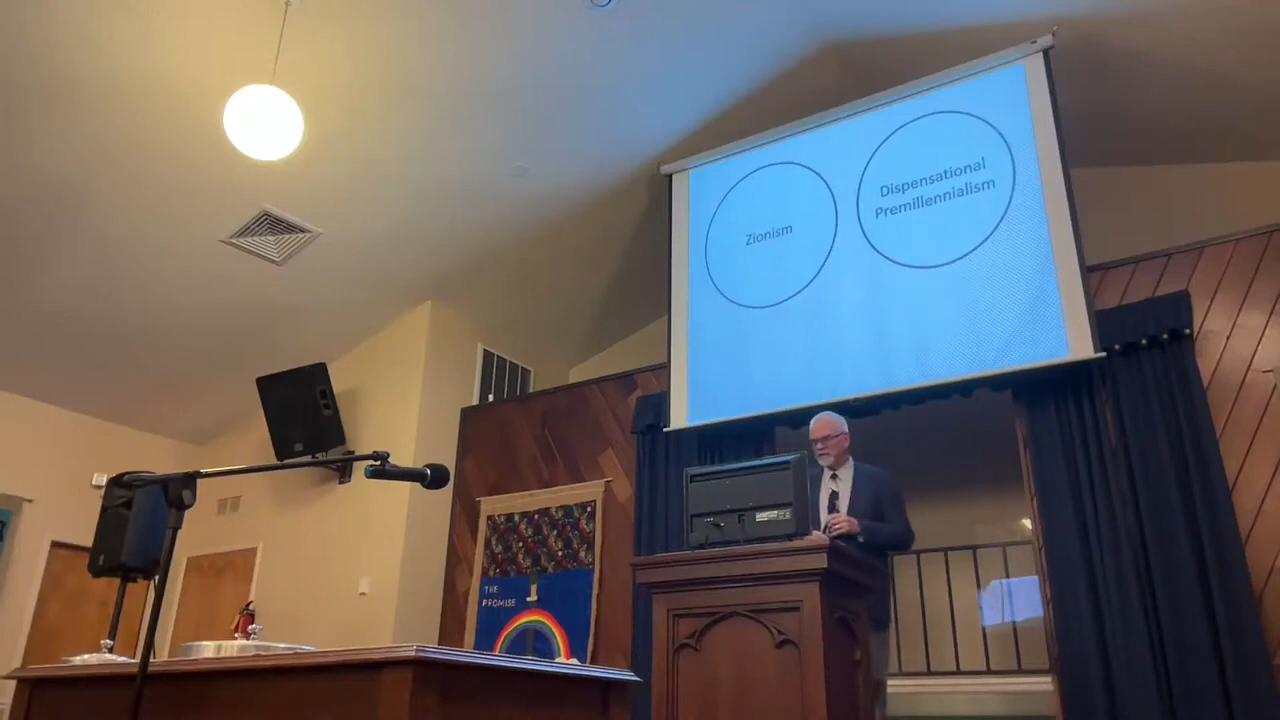 Zionism
Dispensational
Premillennialism
THE
PROMISE